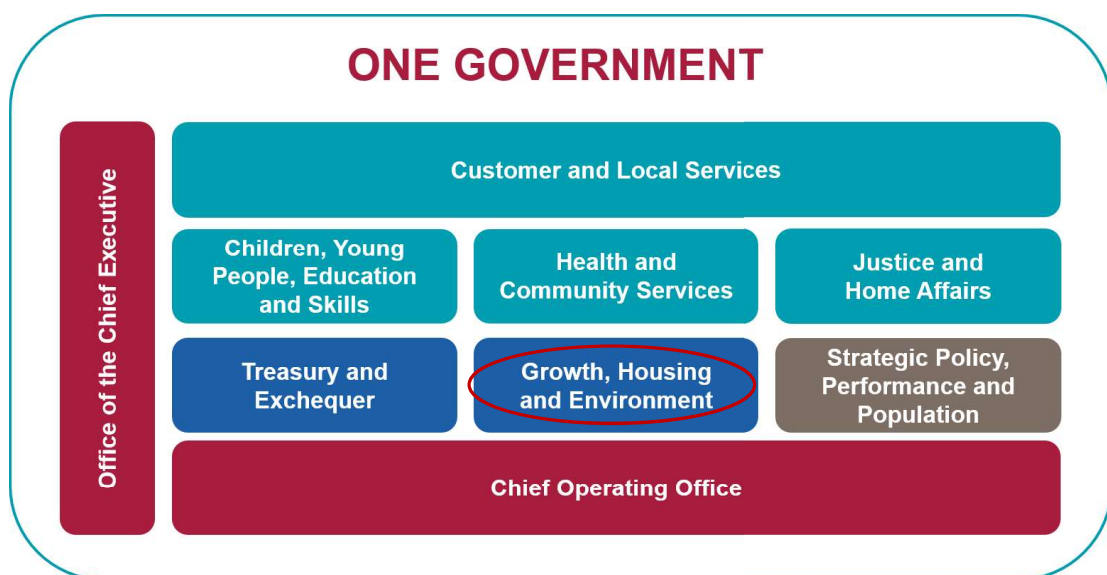 ONE GOVERNMENT
Office of the Chief Executive
Customer and Local Services
Children, Young
People, Education
and Skills
Health and
Community Services
Justice and
Home Affairs
Treasury and
Exchequer
Growth, Housing
and Environment
Strategic Policy,
Performance and
Population
Chief Operating Office